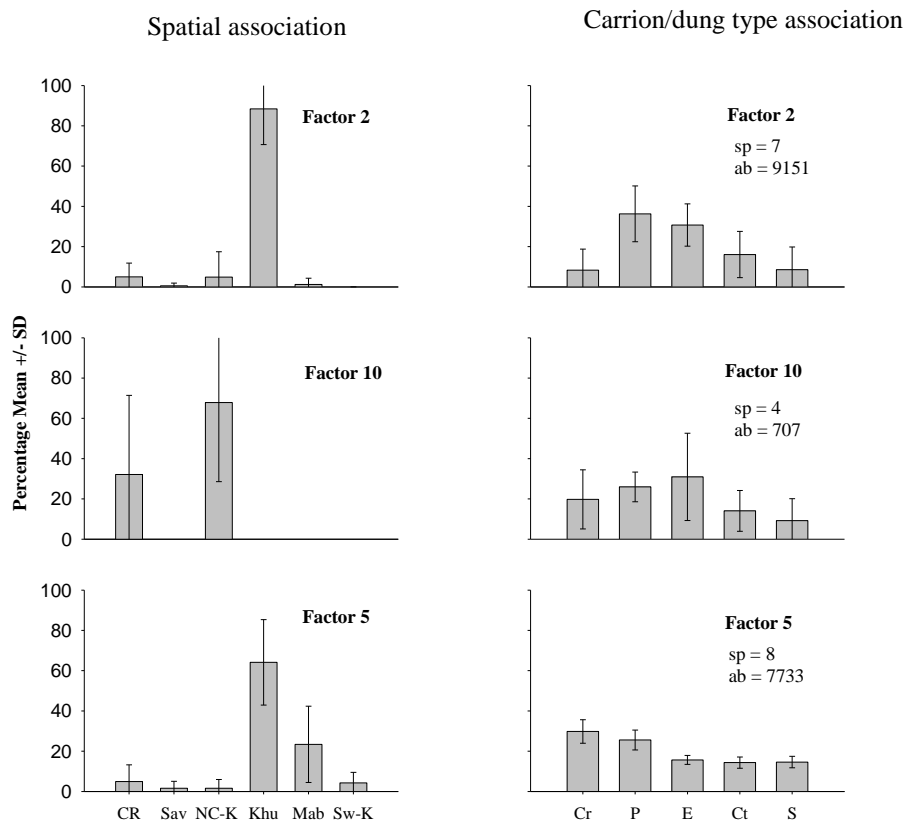 Spatial association
Carrion/dung type association
Percentage Mean +/- SD
100
80
60
40
20
0
Factor 2
Factor 2
sp = 7
ab = 9151
100
80
60
40
20
0
Factor 10
Factor 10
sp = 4
ab = 707
100
80
60
40
20
0
Factor 5
Factor 5
sp = 8
ab = 7733
CR Sav NC-K Khu Mab Sw-K
Cr P E Ct S